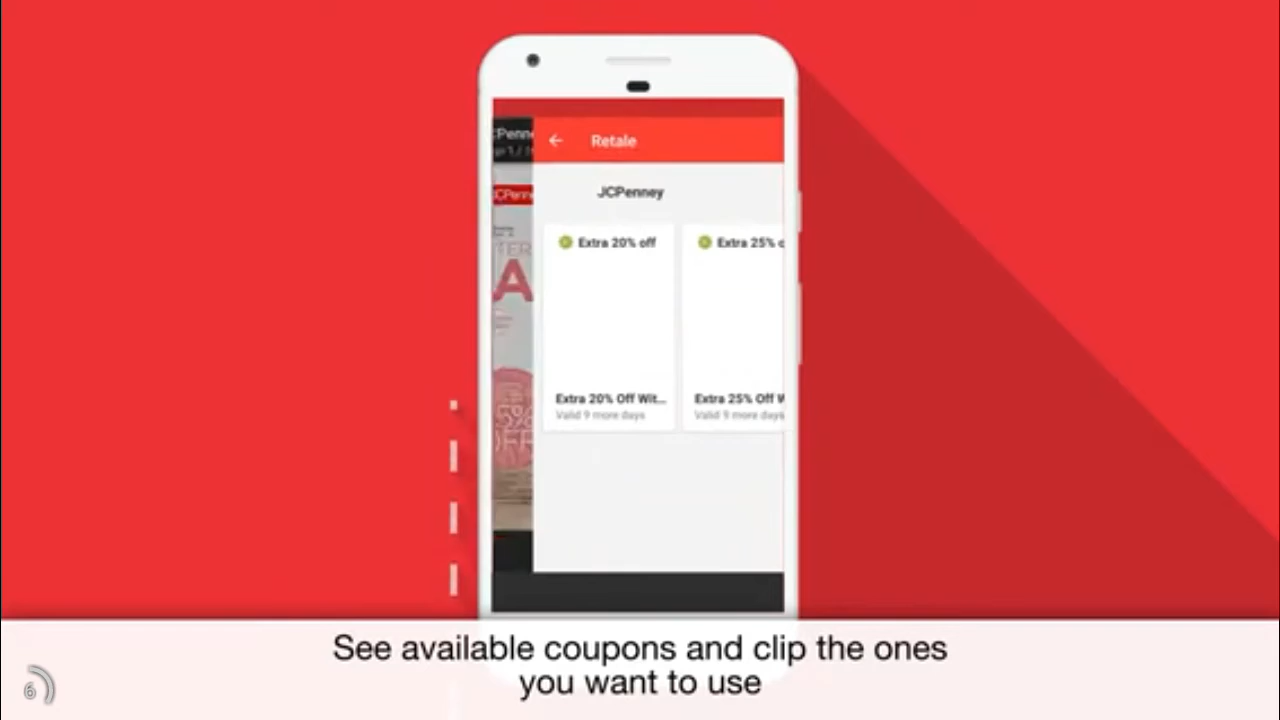 Retale
JCPenney
Extra 20% off
Extra 25%
Extra 20% Off Wit...
Extra 25% Off
Valid 9 more days
Valid 9 more days
See available coupons and clip the ones
you want to use
6